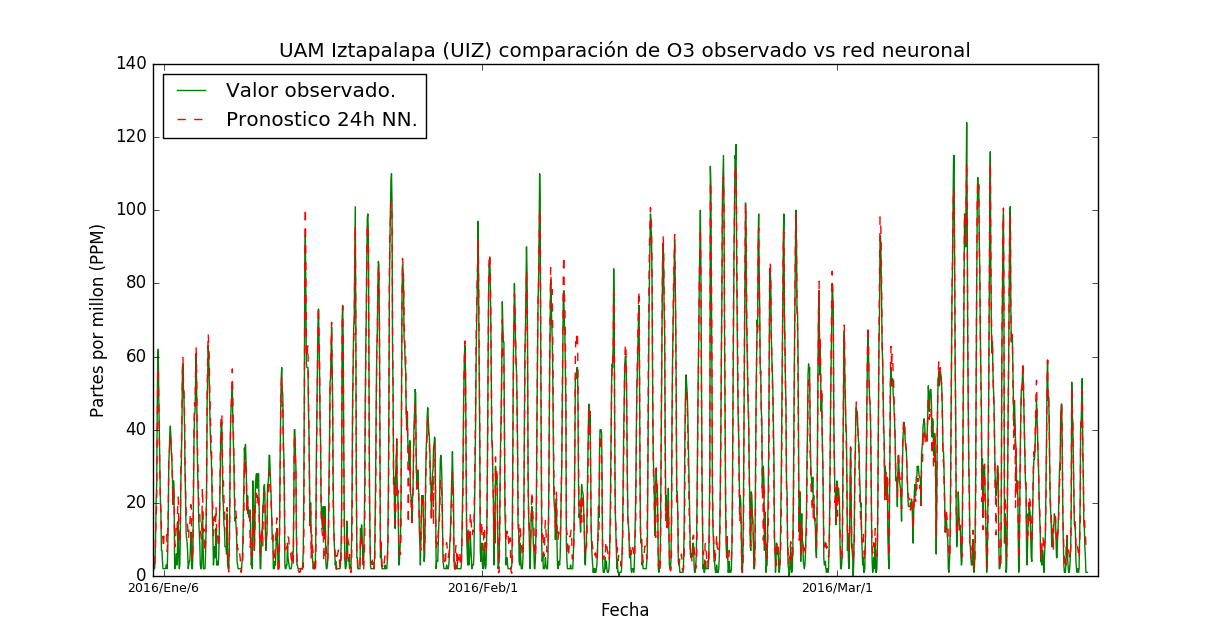 UAM Iztapalapa (UIZ) comparación de O3 observado vs red neuronal
Valor observado.
Pronostico 24h NN.
Partes por millon (PPM)
140
120
100
80
60
40
20
0
2016/Ene/6
2016/Feb/1
2016/Mar/1
Fecha